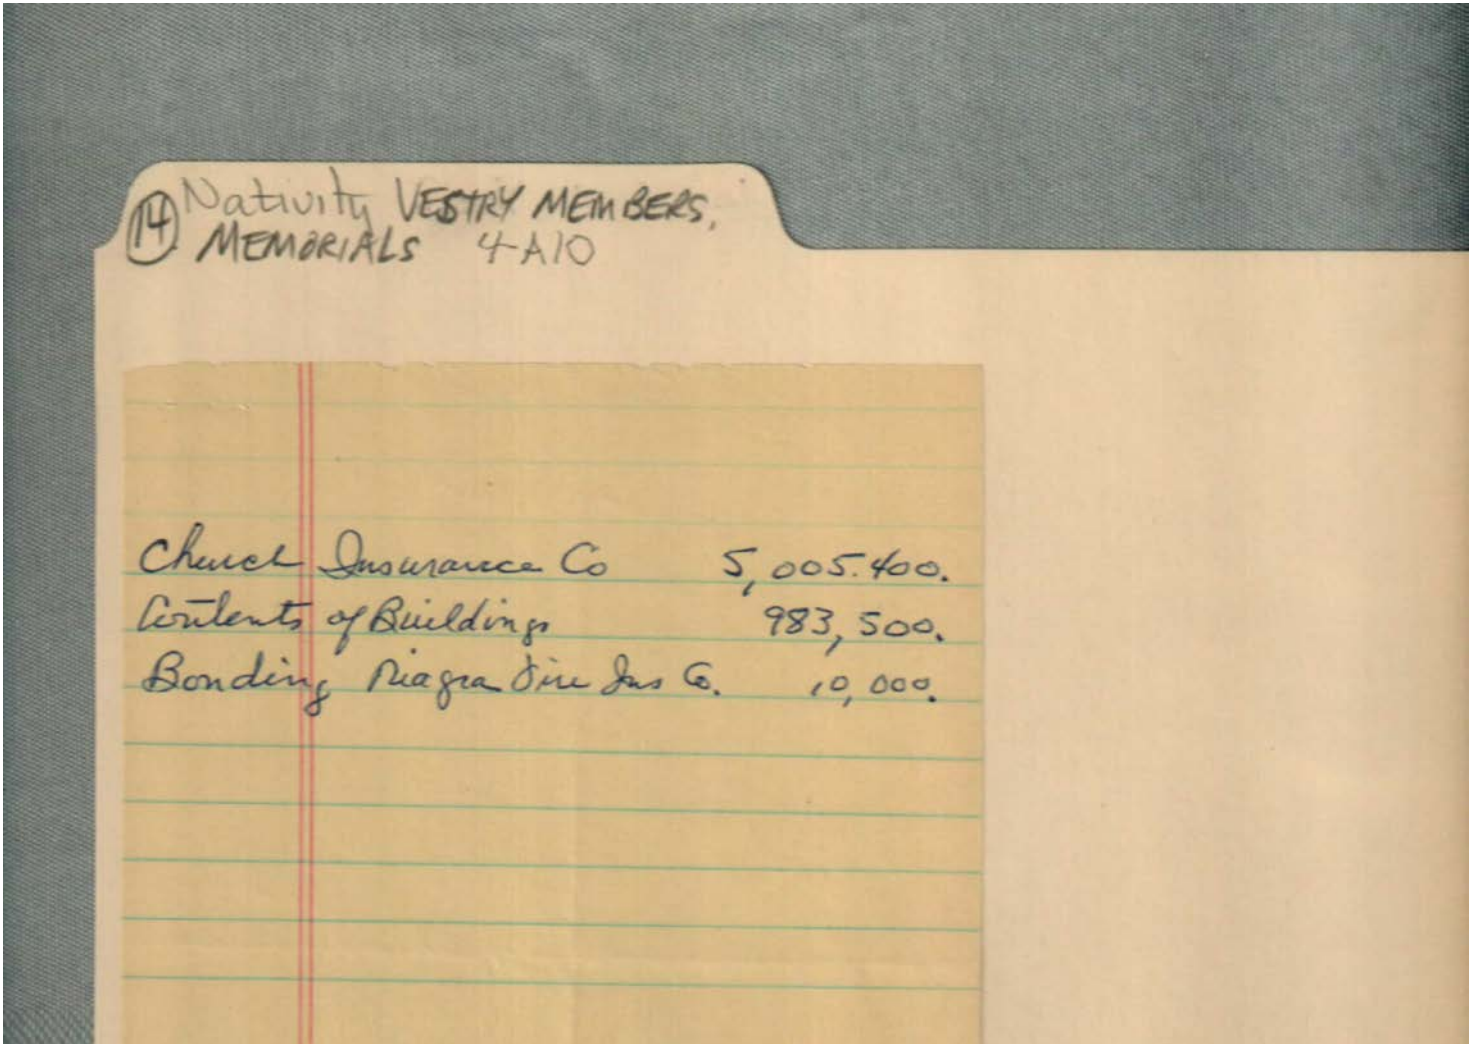 14 Nativity VESTRY MEMBERS,
MEMORIALS 4-A10
Church Insurance Co 5,005.400.
Contents of Buildings 983,500.
Bonding Niagra Fire Ins Co. 10,000.